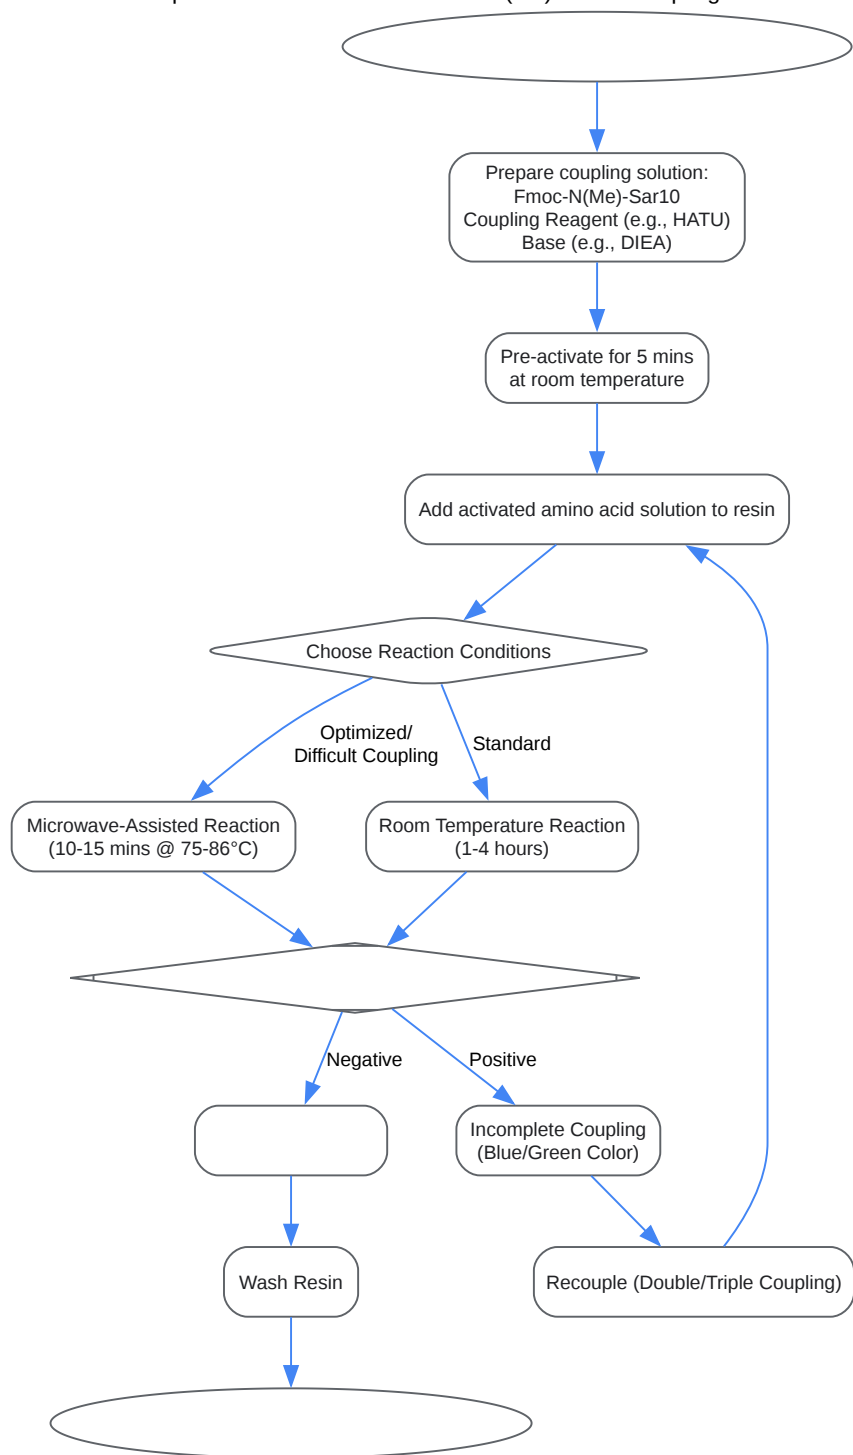 Prepare coupling solution:
Fmoc-N(Me)-Sar10
Coupling Reagent (e.g., HATU)
Base (e.g., DIEA)
Pre-activate for 5 mins
at room temperature
Add activated amino acid solution to resin
Choose Reaction Conditions
Optimized/
Difficult Coupling
Standard
Microwave-Assisted Reaction
(10-15 mins @ 75-86°C)
Room Temperature Reaction
(1-4 hours)
Negative
Positive
Incomplete Coupling
(Blue/Green Color)
Wash Resin
Recouple (Double/Triple Coupling)